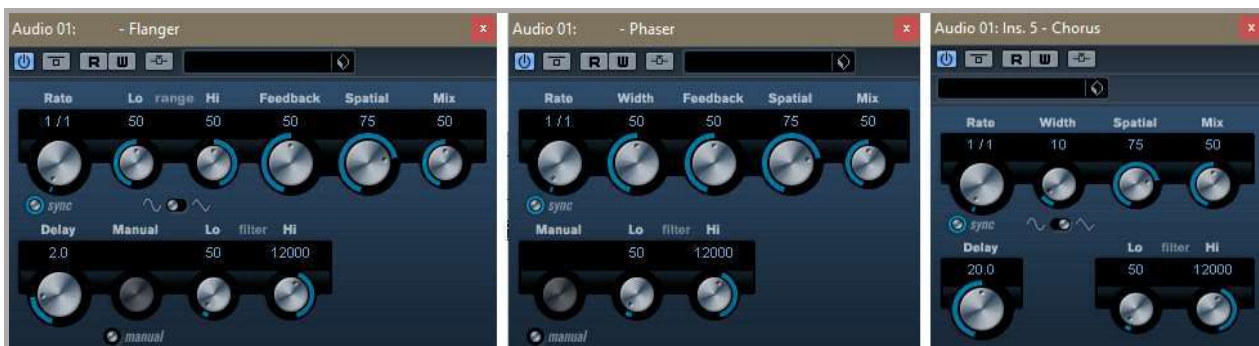 Audio 01: - Flanger x
R W
Rate Lo range Hi Feedback Spatial Mix
1 / 1 50 50 50 75 50
sync
Delay Manual Lo filter Hi
2.0 50 12000
manual
Audio 01: - Phaser x
R W
Rate Width Feedback Spatial Mix
1 / 1 50 50 75 50
sync
Manual Lo filter Hi
50 12000
manual
Audio 01: Ins. 5 - Chorus x
R W
Rate Width Spatial Mix
1 / 1 10 75 50
sync
Delay Lo filter Hi
20.0 50 12000